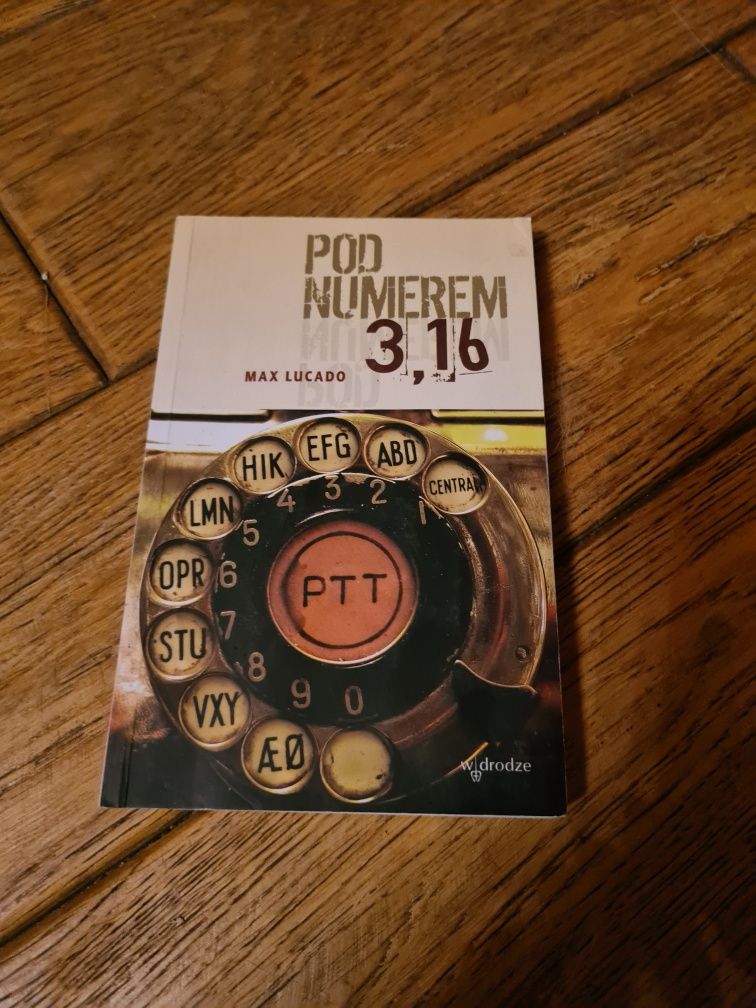 POD
NUMEREM
3,16
MAX LUCADO
CENTRAL
ABD
EFG
HIK
LMN
OPR
STU
VXY
ÆØ
1
2
3
4
5
6
7
8
9
0
PTT
w drodze